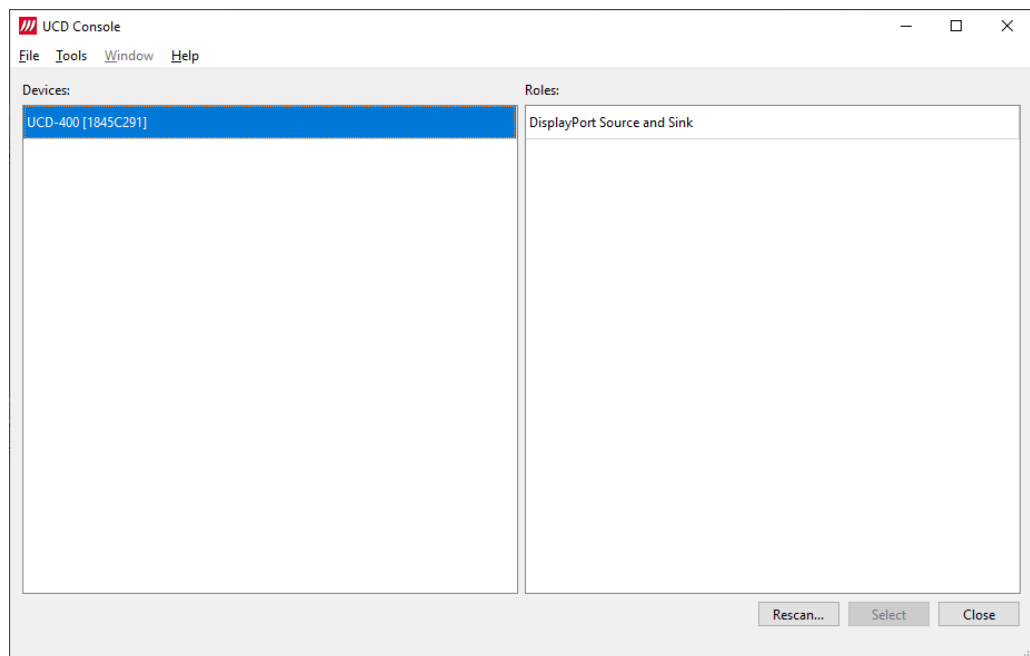 UCD Console
File Tools Window Help
Devices:
Roles:
UCD-400 [1845C291]
DisplayPort Source and Sink
Rescan...
Select
Close